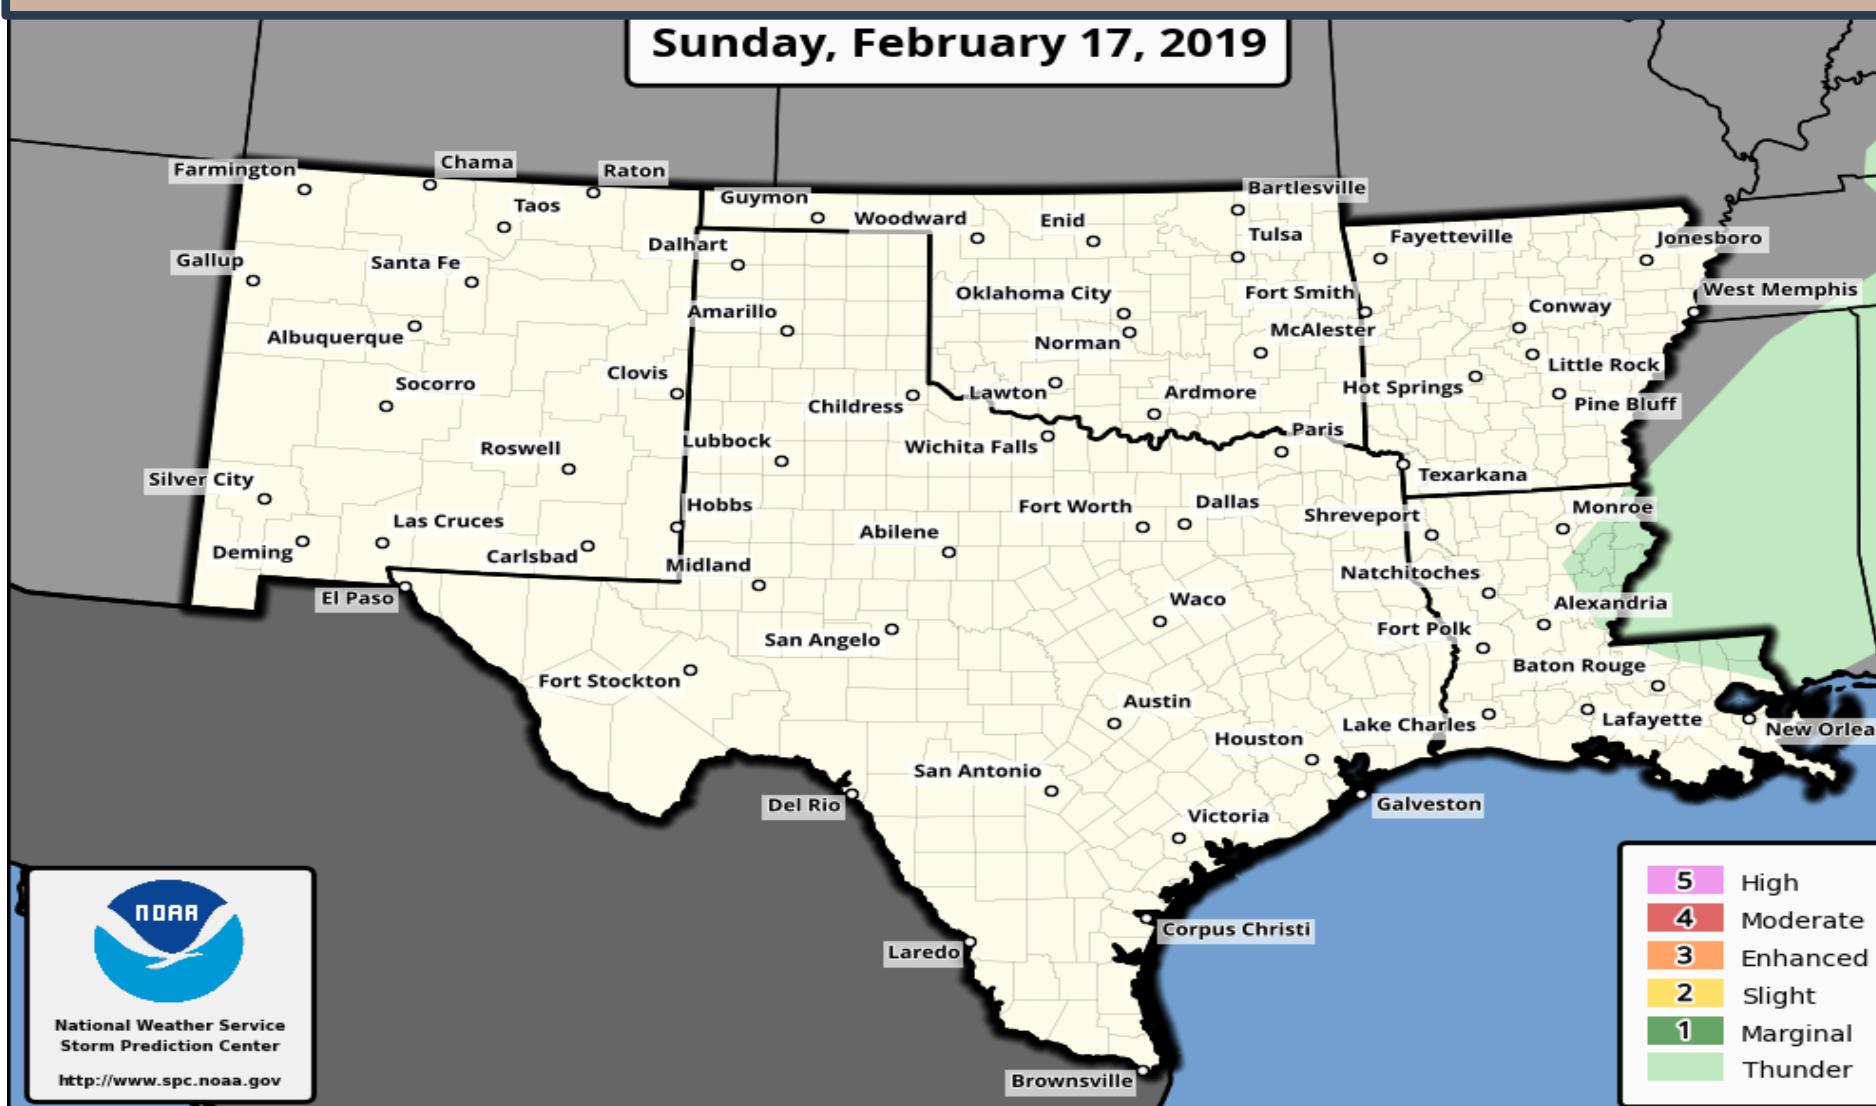 Sunday, February 17, 2019
Farmington
Chama
Raton
Taos
Guymon
Woodward
Enid
Bartlesville
Tulsa
Fayetteville
Jonesboro
Gallup
Santa Fe
Dalhart
Oklahoma City
Fort Smith
West Memphis
Amarillo
Conway
Albuquerque
Norman
McAlester
Little Rock
Socorro
Clovis
Childress
Lawton
Ardmore
Hot Springs
Pine Bluff
Roswell
Lubbock
Wichita Falls
Paris
Texarkana
Silver City
Las Cruces
Hobbs
Fort Worth
Dallas
Shreveport
Monroe
Deming
Carlsbad
Midland
Abilene
Natchitoches
El Paso
Waco
Alexandria
San Angelo
Fort Polk
Fort Stockton
Baton Rouge
Austin
Lake Charles
Lafayette
New Orlea
Houston
San Antonio
Del Rio
Galveston
Victoria
Corpus Christi
Laredo
Brownsville
NOAA
National Weather Service
Storm Prediction Center
http://www.spc.noaa.gov
5 High
4 Moderate
3 Enhanced
2 Slight
1 Marginal
Thunder